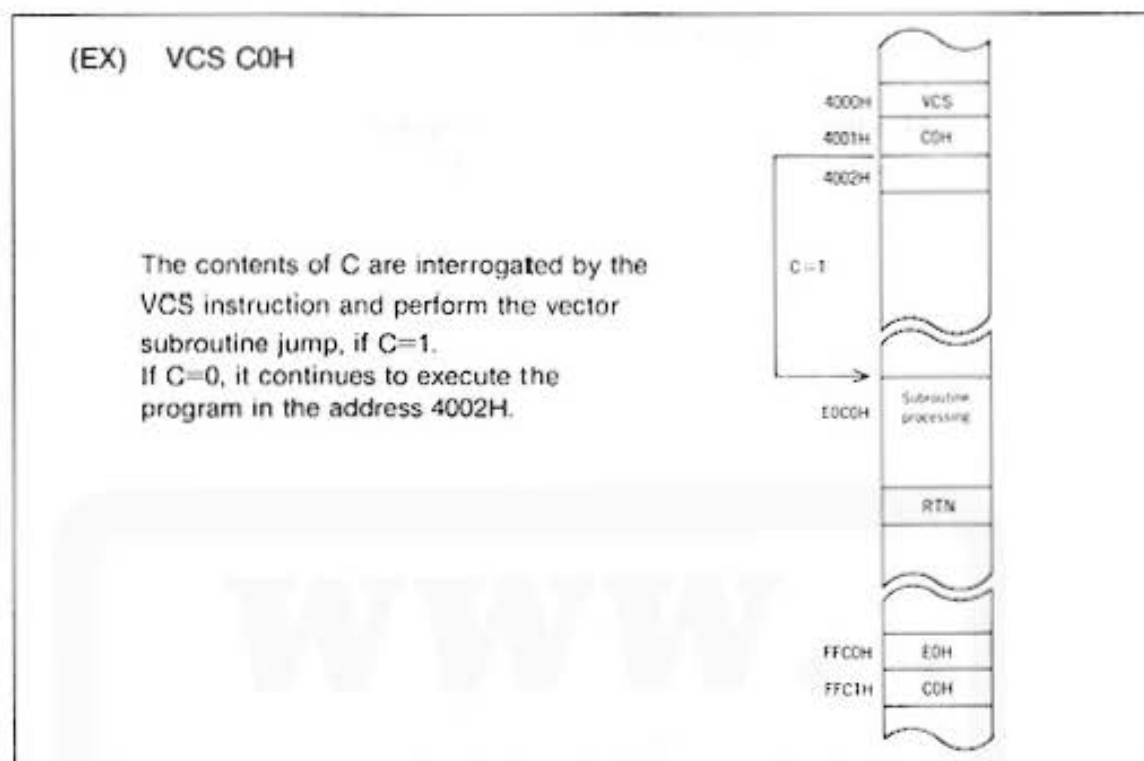 (EX) VCS C0H
4000H VCS
4001H C0H
4002H
The contents of C are interrogated by the
VCS instruction and perform the vector
subroutine jump, if C=1.
If C=0, it continues to execute the
program in the address 4002H.
C=1
E0C0H Subroutine
processing
RTN
FFC0H E0H
FFC1H C0H
WWW.